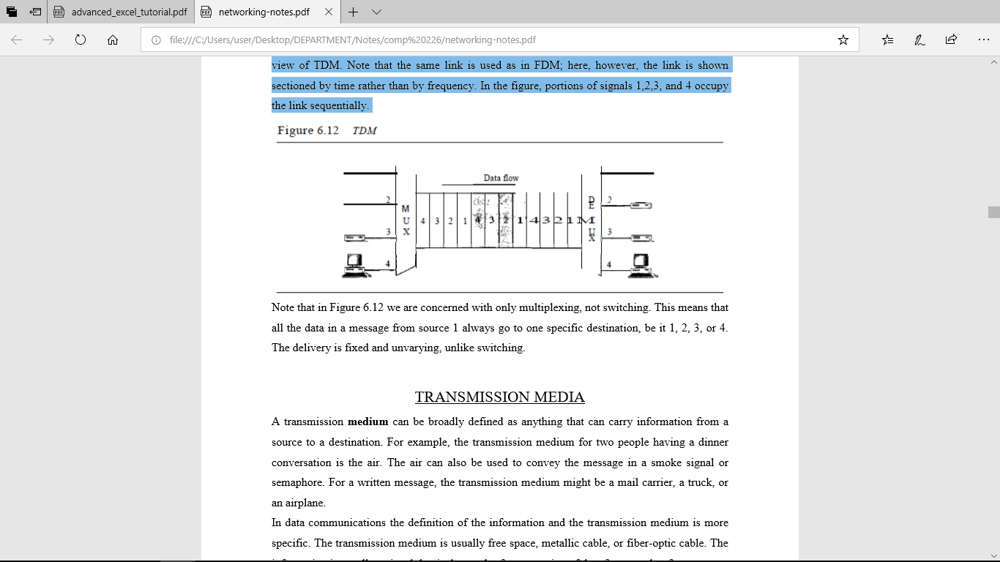 advanced_excel_tutorial.pdf
networking-notes.pdf
file:///C:/Users/user/Desktop/DEPARTMENT/Notes/comp%20226/networking-notes.pdf
view of TDM. Note that the same link is used as in FDM; here, however, the link is shown
sectioned by time rather than by frequency. In the figure, portions of signals 1,2,3, and 4 occupy
the link sequentially.
Figure 6.12 TDM
Data flow
2
3
4
M
U
X
4 3 2 1 4 3 2 1 4 3 2 1
DE
M
UX
2
3
4
Note that in Figure 6.12 we are concerned with only multiplexing, not switching. This means that
all the data in a message from source 1 always go to one specific destination, be it 1, 2, 3, or 4.
The delivery is fixed and unvarying, unlike switching.
TRANSMISSION MEDIA
A transmission medium can be broadly defined as anything that can carry information from a
source to a destination. For example, the transmission medium for two people having a dinner
conversation is the air. The air can also be used to convey the message in a smoke signal or
semaphore. For a written message, the transmission medium might be a mail carrier, a truck, or
an airplane.
In data communications the definition of the information and the transmission medium is more
specific. The transmission medium is usually free space, metallic cable, or fiber-optic cable. The